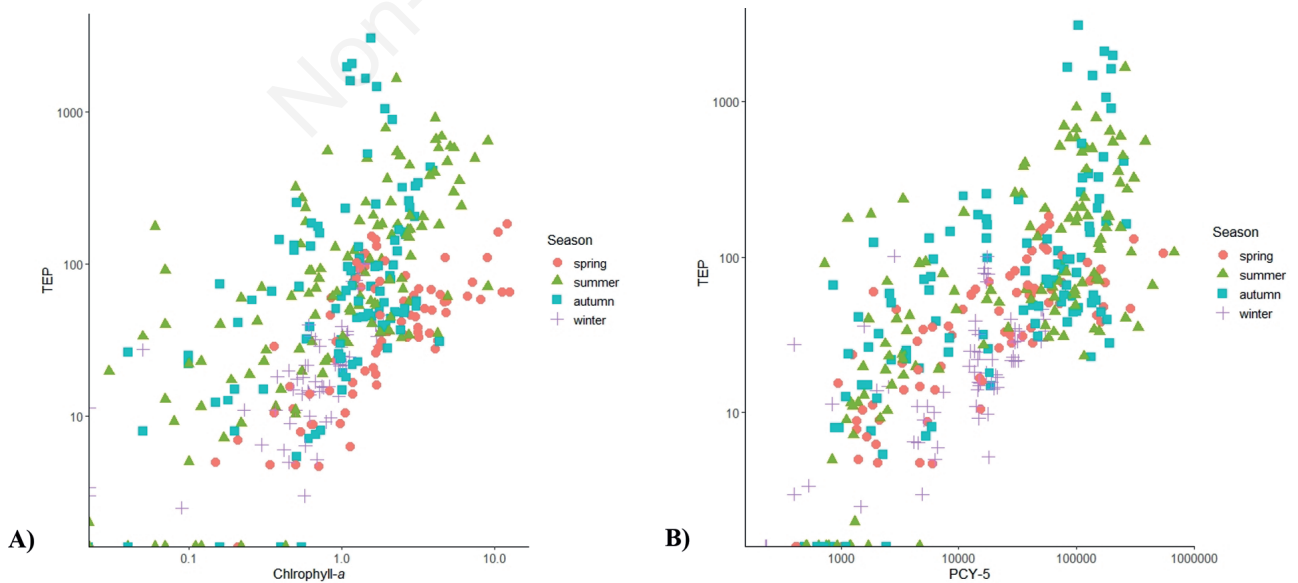 Non-
1000
100
10
TEP
0.1
1.0
10.0
Chlrophyll-a
Season
spring
summer
autumn
winter
A)
1000
100
10
TEP
1000
10000
100000
1000000
PCY-5
Season
spring
summer
autumn
winter
B)